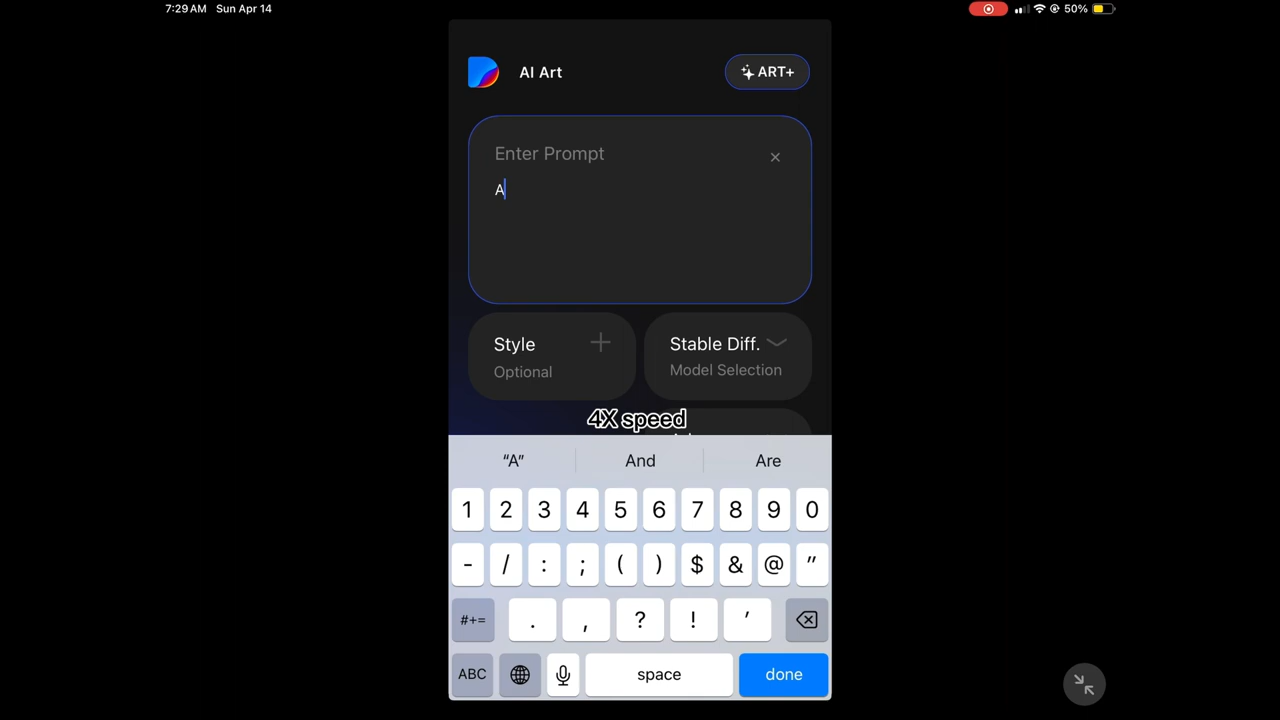 7:29 AM Sun Apr 14
50%
AI Art
ART+
Enter Prompt
A
Style
Optional
Stable Diff.
Model Selection
4X speed
“A” And Are
1 2 3 4 5 6 7 8 9 0
- / : ; ( ) $ & @ "
#+= . , ? ! ’
ABC space done